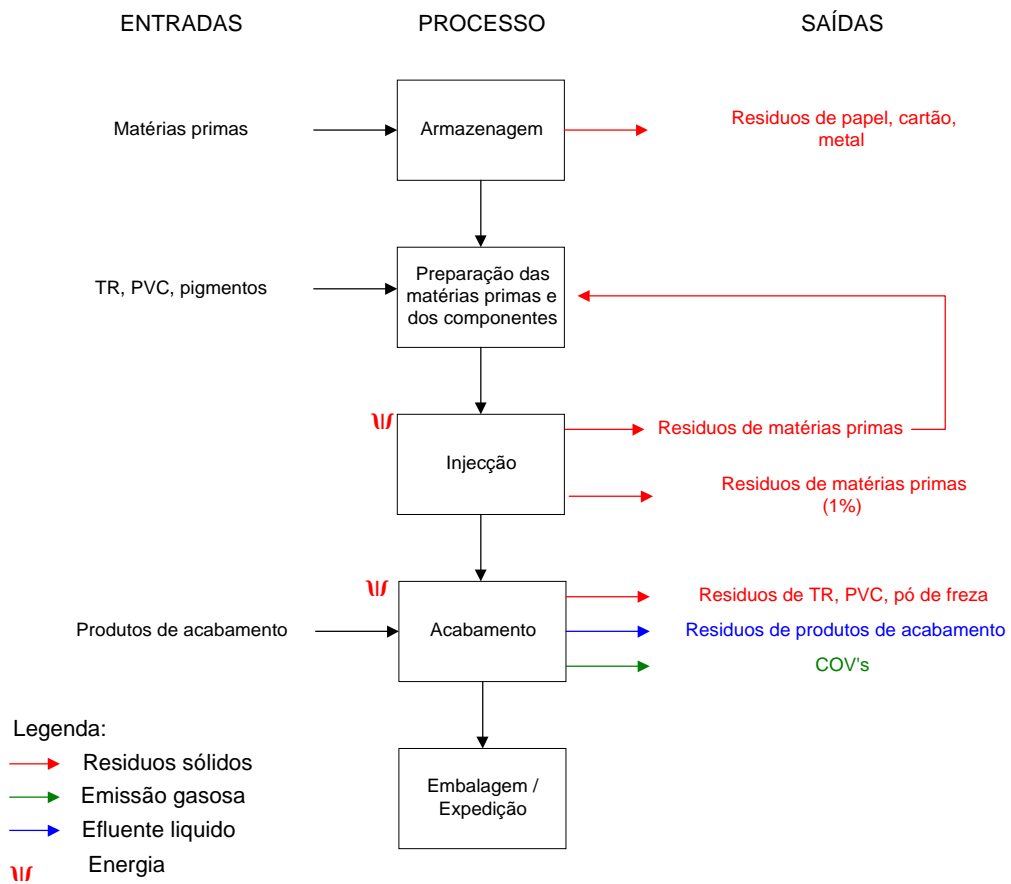 ENTRADAS
PROCESSO
SAÍDAS
Matérias primas
Armazenagem
Residuos de papel, cartão,
metal
TR, PVC, pigmentos
Preparação das
matérias primas e
dos componentes
Injecção
Residuos de matérias primas
Residuos de matérias primas
(1%)
Produtos de acabamento
Acabamento
Residuos de TR, PVC, pó de freza
Residuos de produtos de acabamento
COV's
Embalagem /
Expedição
Legenda:
Residuos sólidos
Emissão gasosa
Efluente liquido
Energia